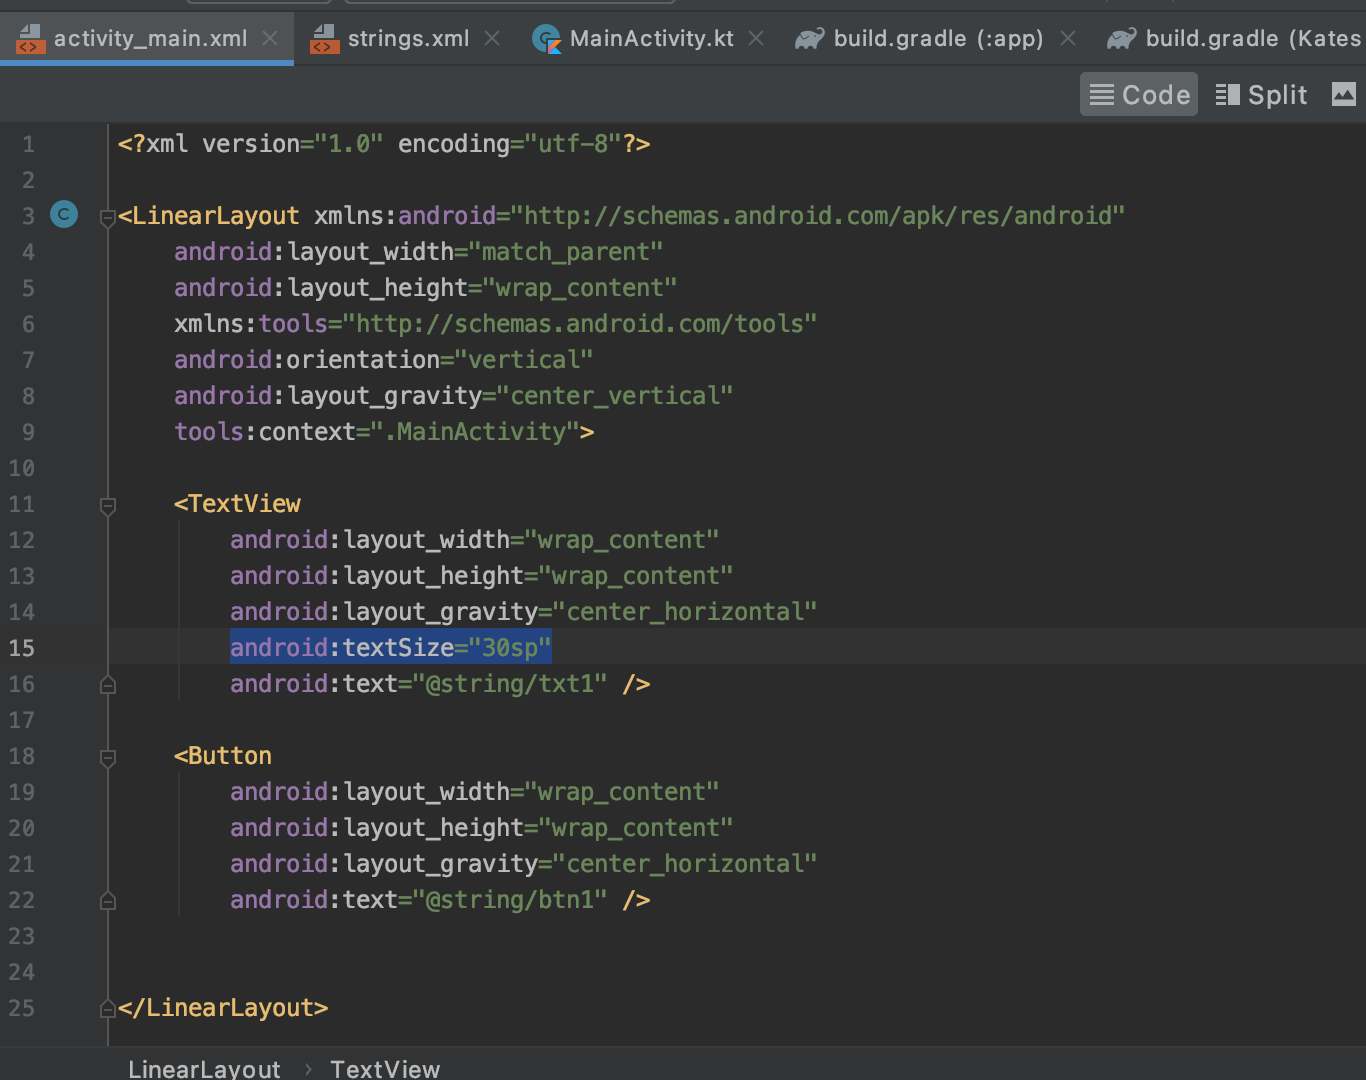 activity_main.xml strings.xml MainActivity.kt build.gradle (:app) build.gradle (Kates
Code Split
1 <?xml version="1.0" encoding="utf-8"?>
2
3 C <LinearLayout xmlns:android="http://schemas.android.com/apk/res/android"
4 android:layout_width="match_parent"
5 android:layout_height="wrap_content"
6 xmlns:tools="http://schemas.android.com/tools"
7 android:orientation="vertical"
8 android:layout_gravity="center_vertical"
9 tools:context=".MainActivity">
10
11 <TextView
12 android:layout_width="wrap_content"
13 android:layout_height="wrap_content"
14 android:layout_gravity="center_horizontal"
15 android:textSize="30sp"
16 android:text="@string/txt1" />
17
18 <Button
19 android:layout_width="wrap_content"
20 android:layout_height="wrap_content"
21 android:layout_gravity="center_horizontal"
22 android:text="@string/btn1" />
23
24
25 </LinearLayout>
LinearLayout › TextView